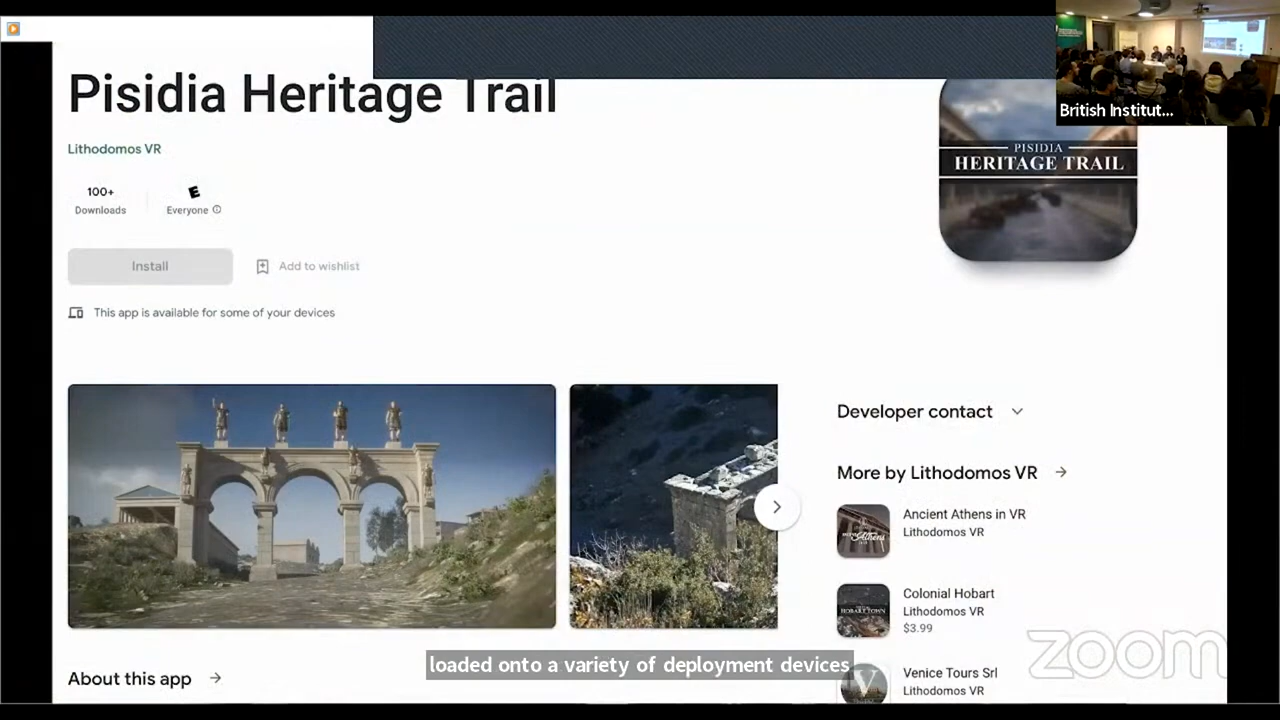 Pisidia Heritage Trail
Lithodomos VR
100+
Downloads
E
Everyone
Install
Add to wishlist
This app is available for some of your devices
PISIDIA
HERITAGE TRAIL
British Institut...
Developer contact
More by Lithodomos VR
Ancient Athens in VR
Lithodomos VR
Athens
Colonial Hobart
Lithodomos VR
$3.99
HOBART TOWN
Venice Tours Srl
Lithodomos VR
V
About this app
loaded onto a variety of deployment devices
zoom